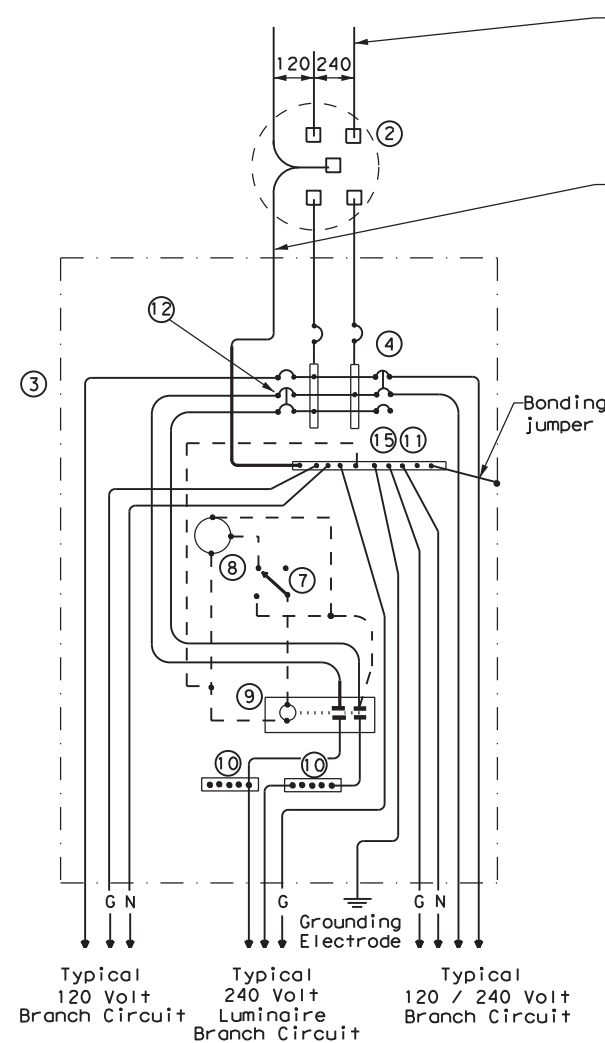 120 240
2
12
4
3
Bonding
jumper
15 11
8
7
9
10 10
G N G G N
Grounding
Electrode
Typical
120 Volt
Branch Circuit
Typical
240 Volt
Luminaire
Branch Circuit
Typical
120 / 240 Volt
Branch Circuit